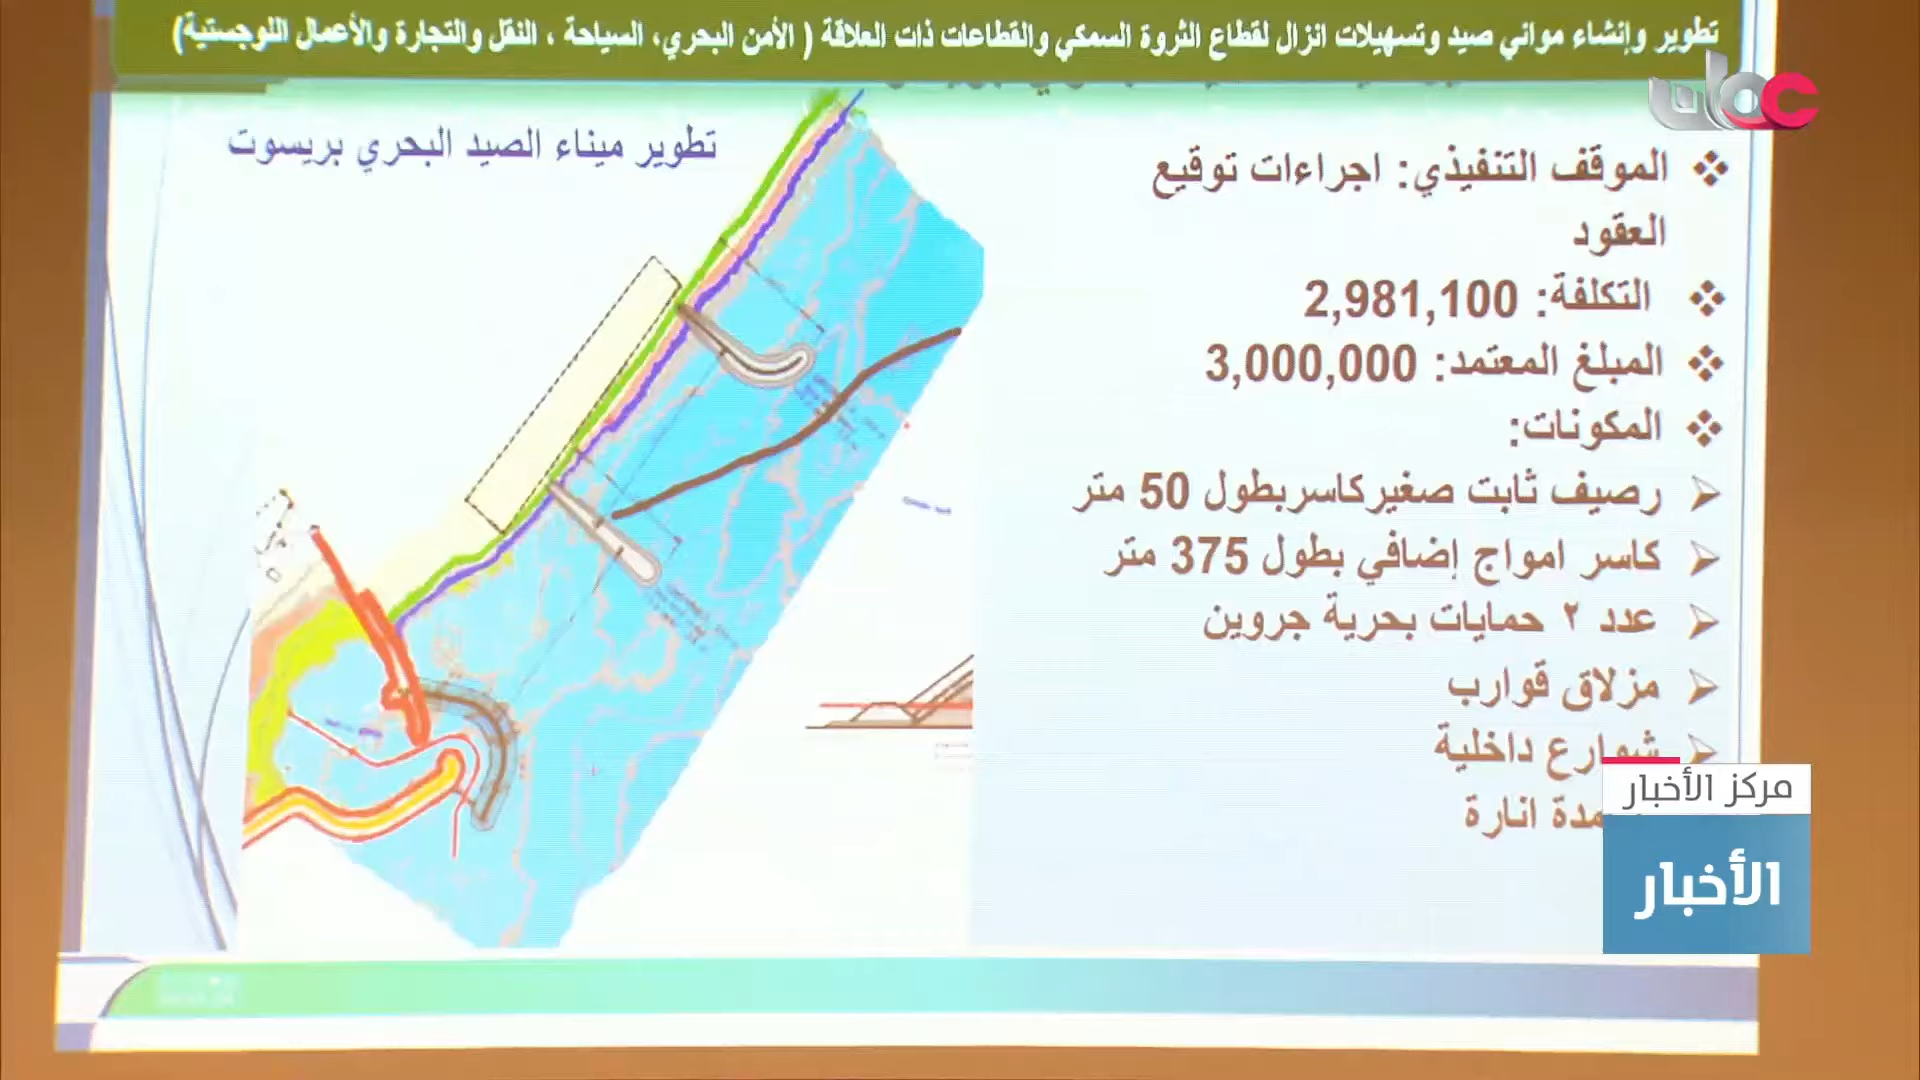 تطوير وإنشاء مواني صيد وتسهيلات انزال لقطاع الثروة السمكي والقطاعات ذات العلاقة ( الأمن البحري، السياحة ، النقل والتجارة والأعمال اللوجستية)
عمان
تطوير ميناء الصيد البحري بريسوت
الموقف التنفيذي: اجراءات توقيع
العقود
التكلفة: 2,981,100
المبلغ المعتمد: 3,000,000
المكونات:
رصيف ثابت صغيركاسربطول 50 متر
كاسر امواج إضافي بطول 375 متر
عدد ٢ حمايات بحرية جروين
مزلاق قوارب
شوارع داخلية
انارة
مركز الأخبار
الأخبار